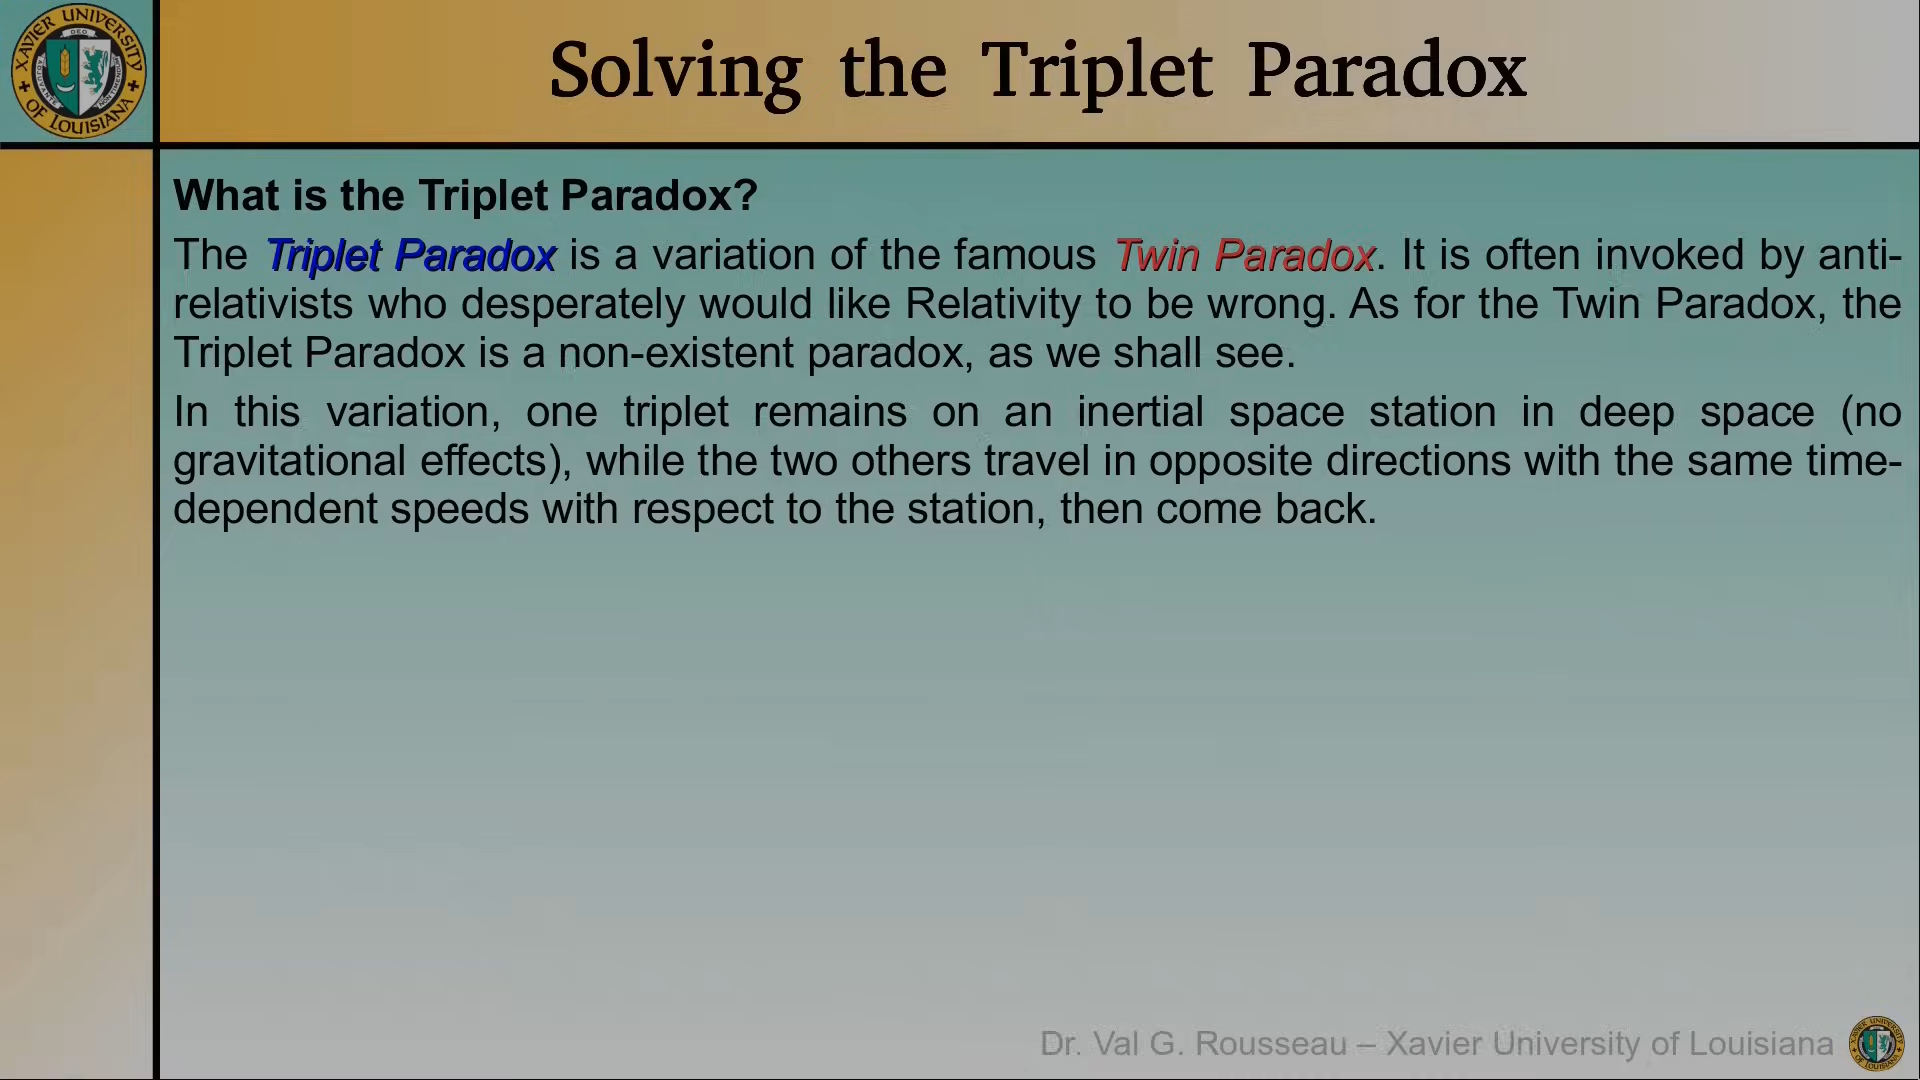 XAVIER UNIVERSITY
DEO
OF LOUISIANA
Solving the Triplet Paradox
What is the Triplet Paradox?
The Triplet Paradox is a variation of the famous Twin Paradox. It is often invoked by anti-
relativists who desperately would like Relativity to be wrong. As for the Twin Paradox, the
Triplet Paradox is a non-existent paradox, as we shall see.
In this variation, one triplet remains on an inertial space station in deep space (no
gravitational effects), while the two others travel in opposite directions with the same time-
dependent speeds with respect to the station, then come back.
Dr. Val G. Rousseau – Xavier University of Louisiana